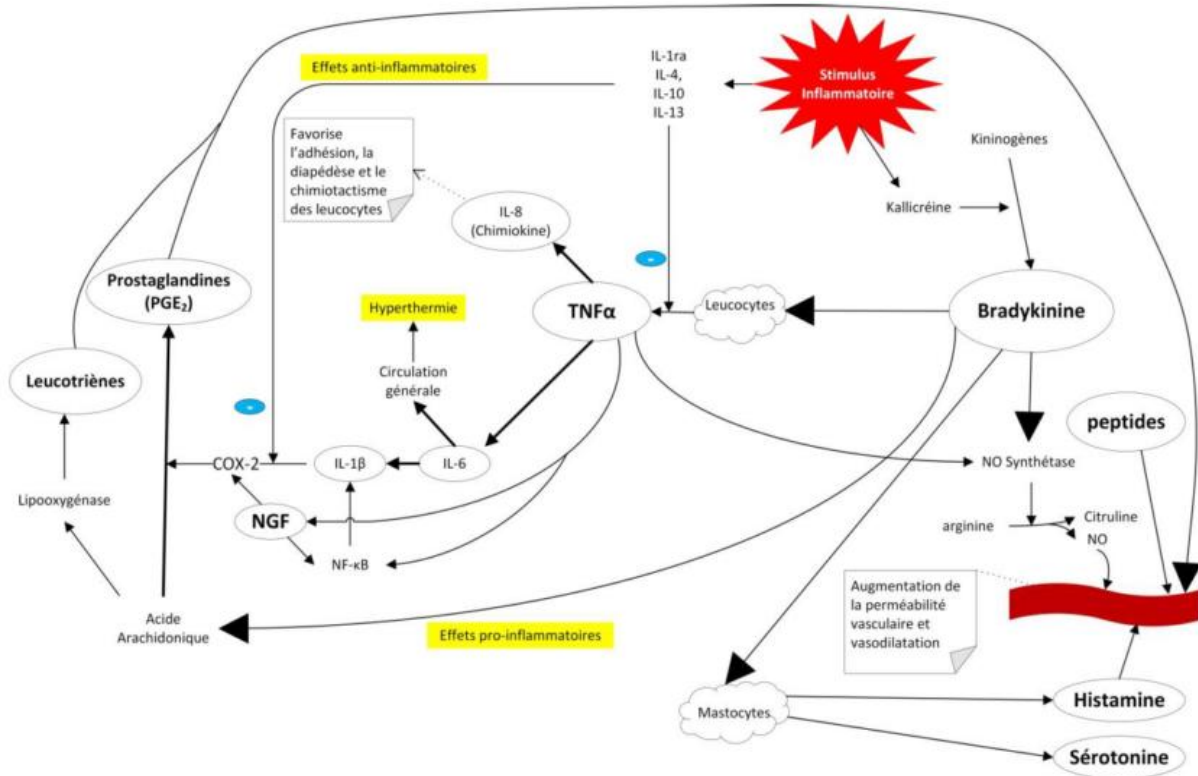 IL-1ra
IL-4,
IL-10
IL-13
Stimulus
Inflammatoire
Effets anti-inflammatoires
Favorise
l'adhésion, la
diapédèse et le
chimiotactisme
des leucocytes
Kininogènes
Kallicréine
IL-8
(Chimiokine)
Prostaglandines
(PGE₂)
-
Hyperthermie
TNFα
Leucocytes
Bradykinine
Leucotriènes
Circulation
générale
-
peptides
COX-2
IL-1β
IL-6
NO Synthétase
Lipooxygénase
NGF
arginine
Citruline
NO
NF-κB
Acide
Arachidonique
Effets pro-inflammatoires
Augmentation de
la perméabilité
vasculaire et
vasodilatation
Mastocytes
Histamine
Sérotonine